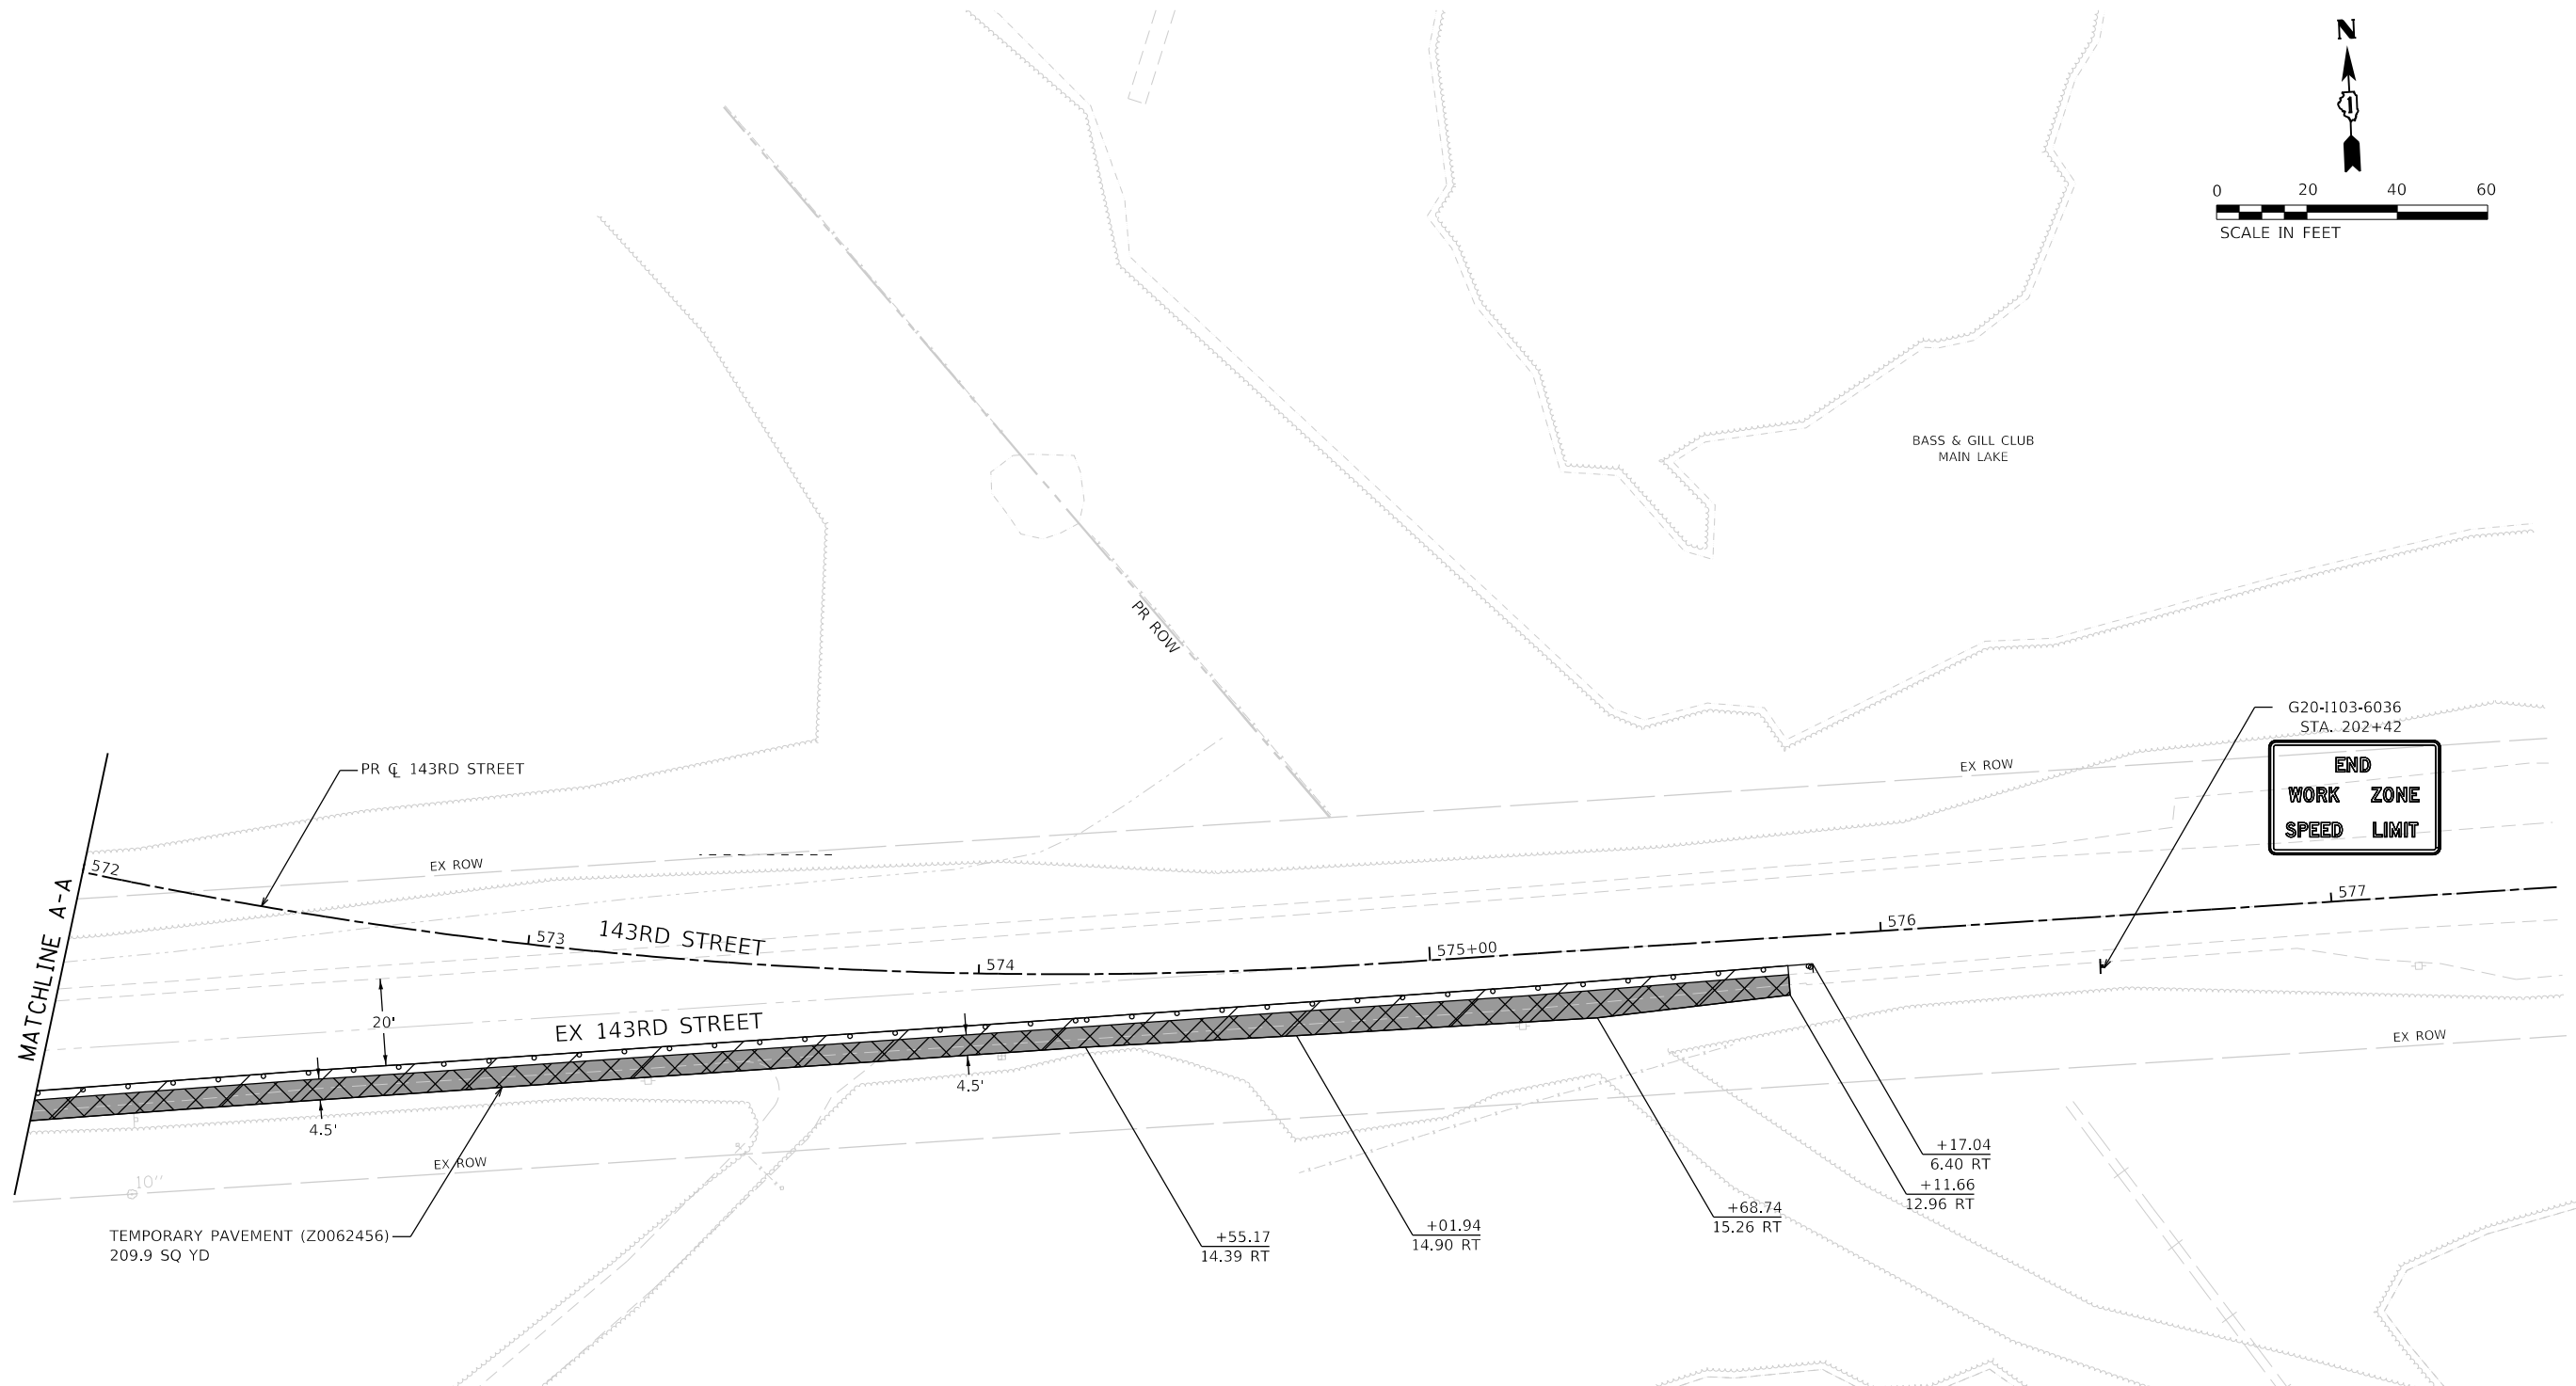 N
1
0 20 40 60
SCALE IN FEET
BASS & GILL CLUB
MAIN LAKE
PR ROW
G20-I103-6036
STA. 202+42
END
WORK ZONE
SPEED LIMIT
EX ROW
PR ℄ 143RD STREET
EX ROW
572
573
574
575+00
576
577
143RD STREET
MATCHLINE A-A
20'
EX 143RD STREET
4.5'
4.5'
EX ROW
EX ROW
10''
TEMPORARY PAVEMENT (Z0062456)
209.9 SQ YD
+55.17
14.39 RT
+01.94
14.90 RT
+68.74
15.26 RT
+11.66
12.96 RT
+17.04
6.40 RT